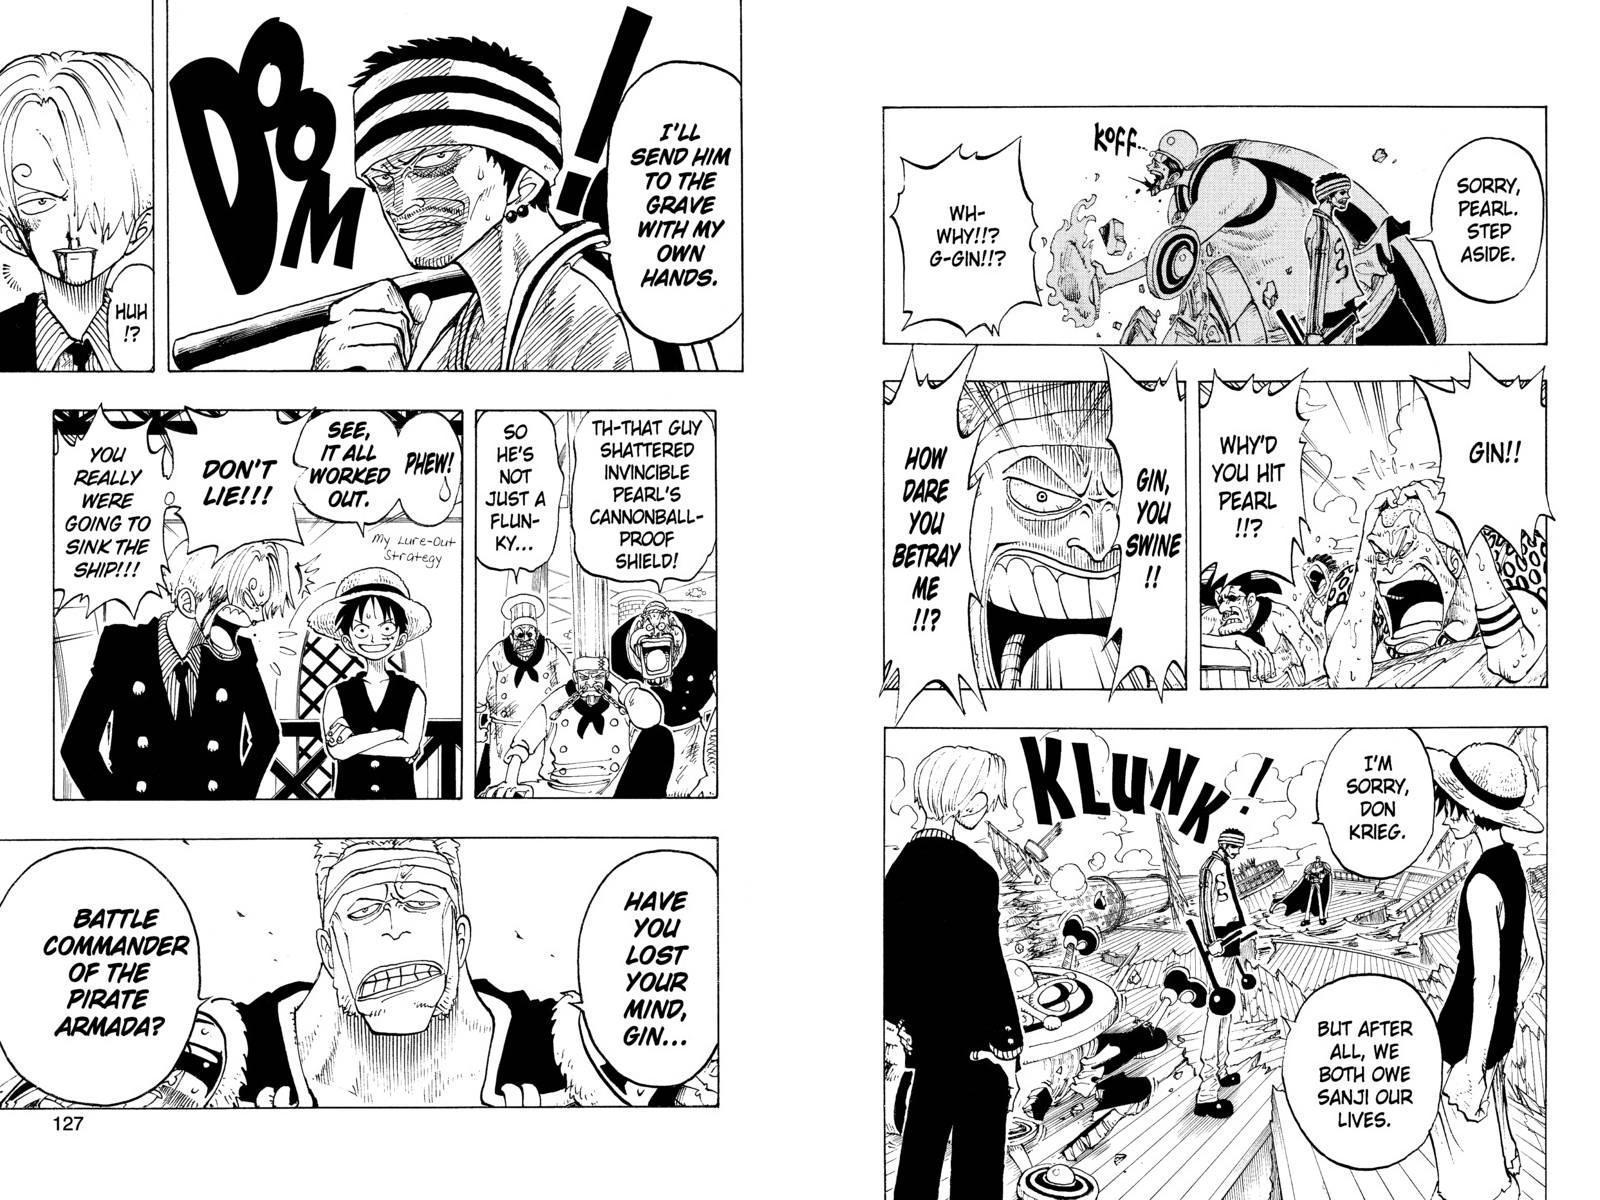 SORRY,
PEARL.
STEP
ASIDE.
KOFF...
WH-
WHY!!?
G-GIN!!?
GIN!!
WHY'D
YOU HIT
PEARL
!!?
GIN,
YOU
SWINE
!!
HOW
DARE
YOU
BETRAY
ME
!!?
I'M
SORRY,
DON
KRIEG.
KLUNK!
BUT AFTER
ALL, WE
BOTH OWE
SANJI OUR
LIVES.
I'LL
SEND HIM
TO THE
GRAVE
WITH MY
OWN
HANDS.
DOOM!
HUH
!?
TH-THAT GUY
SHATTERED
INVINCIBLE
PEARL'S
CANNONBALL-
PROOF
SHIELD!
SO
HE'S
NOT
JUST A
FLUN-
KY...
PHEW!
SEE,
IT ALL
WORKED
OUT.
My Lure-Out
Strategy
DON'T
LIE!!!
YOU
REALLY
WERE
GOING TO
SINK THE
SHIP!!!
HAVE
YOU
LOST
YOUR
MIND,
GIN...
BATTLE
COMMANDER
OF THE
PIRATE
ARMADA?
127